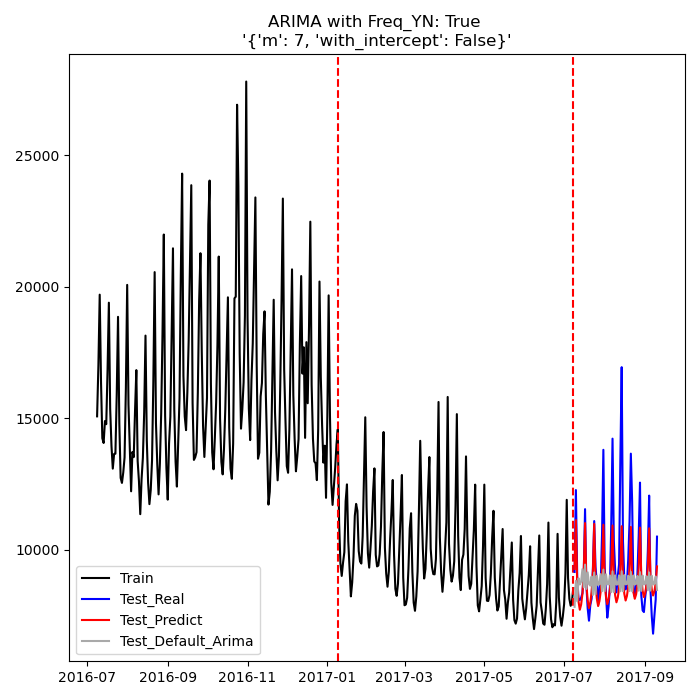 ARIMA with Freq_YN: True
'{'m': 7, 'with_intercept': False}'
25000
20000
15000
10000
Train
Test_Real
Test_Predict
Test_Default_Arima
2016-07
2016-09
2016-11
2017-01
2017-03
2017-05
2017-07
2017-09